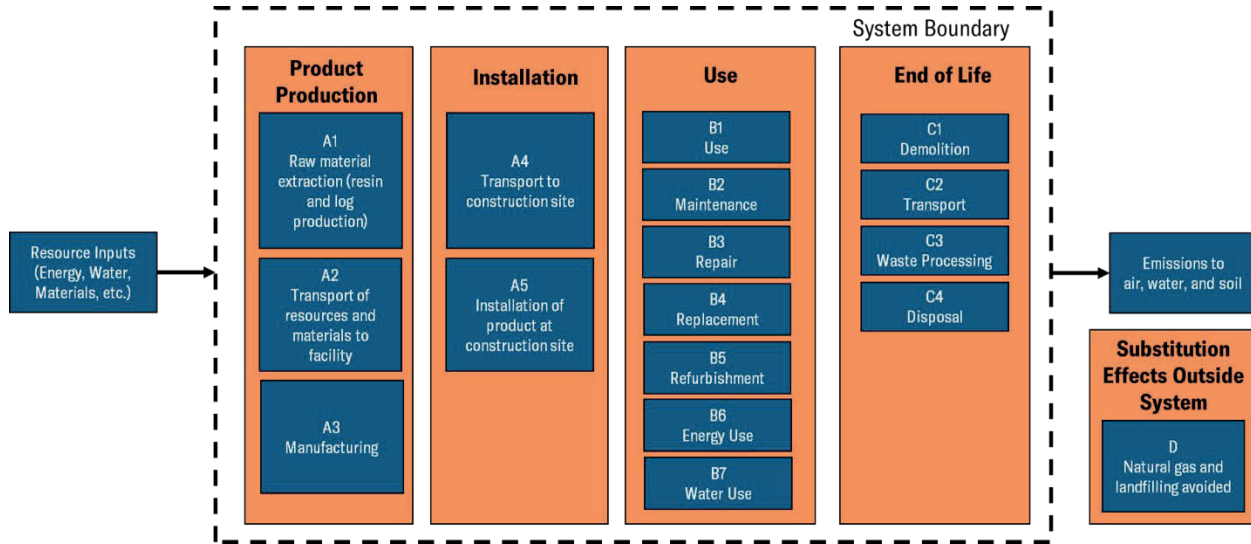 System Boundary
Resource Inputs
(Energy, Water,
Materials, etc.)
Product
Production
A1
Raw material
extraction (resin
and log
production)
A2
Transport of
resources and
materials to
facility
A3
Manufacturing
Installation
A4
Transport to
construction site
A5
Installation of
product at
construction site
Use
B1
Use
B2
Maintenance
B3
Repair
B4
Replacement
B5
Refurbishment
B6
Energy Use
B7
Water Use
End of Life
C1
Demolition
C2
Transport
C3
Waste Processing
C4
Disposal
Emissions to
air, water, and soil
Substitution
Effects Outside
System
D
Natural gas and
landfilling avoided